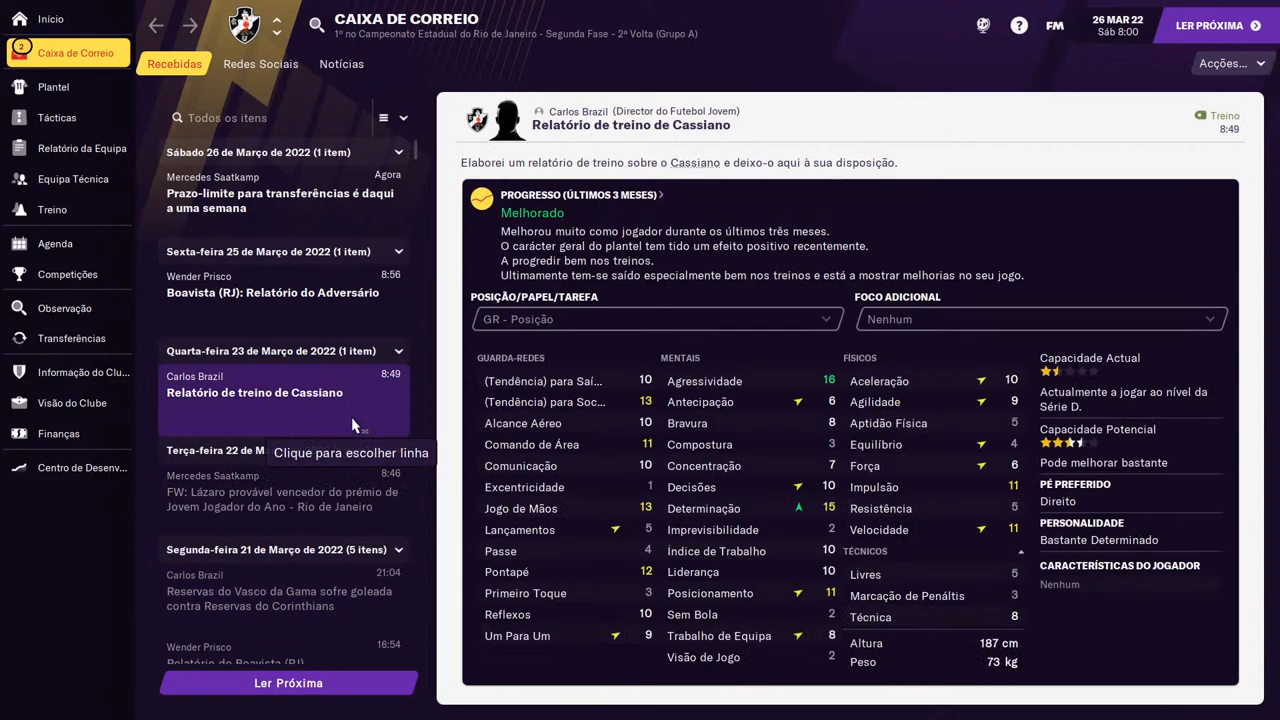 Início
2
Caixa de Correio
Plantel
Tácticas
Relatório da Equipa
Equipa Técnica
Treino
Agenda
Competições
Observação
Transferências
Informação do Clu...
Visão do Clube
Finanças
Centro de Desenv...
CAIXA DE CORREIO
1º no Campeonato Estadual do Rio de Janeiro - Segunda Fase - 2ª Volta (Grupo A)
?
FM
26 MAR 22
Sáb 8:00
LER PRÓXIMA
Recebidas
Redes Sociais
Notícias
Acções...
Todos os itens
Sábado 26 de Março de 2022 (1 item)
Mercedes Saatkamp
Agora
Prazo-limite para transferências é daqui
a uma semana
Sexta-feira 25 de Março de 2022 (1 item)
Wender Prisco
8:56
Boavista (RJ): Relatório do Adversário
Quarta-feira 23 de Março de 2022 (1 item)
Carlos Brazil
8:49
Relatório de treino de Cassiano
Terça-feira 22 de M
Clique para escolher linha
Mercedes Saatkamp
8:46
FW: Lázaro provável vencedor do prémio de
Jovem Jogador do Ano - Rio de Janeiro
Segunda-feira 21 de Março de 2022 (5 itens)
Carlos Brazil
21:04
Reservas do Vasco da Gama sofre goleada
contra Reservas do Corinthians
Wender Prisco
16:54
Relatório do Boavista (RJ)
Ler Próxima
Carlos Brazil (Director do Futebol Jovem)
Relatório de treino de Cassiano
Treino
8:49
Elaborei um relatório de treino sobre o Cassiano e deixo-o aqui à sua disposição.
PROGRESSO (ÚLTIMOS 3 MESES)
Melhorado
Melhorou muito como jogador durante os últimos três meses.
O carácter geral do plantel tem tido um efeito positivo recentemente.
A progredir bem nos treinos.
Ultimamente tem-se saído especialmente bem nos treinos e está a mostrar melhorias no seu jogo.
POSIÇÃO/PAPEL/TAREFA
GR - Posição
FOCO ADICIONAL
Nenhum
GUARDA-REDES
(Tendência) para Saí... 10
(Tendência) para Soc... 13
Alcance Aéreo 10
Comando de Área 11
Comunicação 10
Excentricidade 1
Jogo de Mãos 13
Lançamentos 5
Passe 4
Pontapé 12
Primeiro Toque 3
Reflexos 10
Um Para Um 9
MENTAIS
Agressividade 16
Antecipação 6
Bravura 8
Compostura 3
Concentração 7
Decisões 10
Determinação 15
Imprevisibilidade 2
Índice de Trabalho 10
Liderança 10
Posicionamento 11
Sem Bola 2
Trabalho de Equipa 8
Visão de Jogo 2
FÍSICOS
Aceleração 10
Agilidade 9
Aptidão Física 5
Equilíbrio 4
Força 6
Impulsão 11
Resistência 5
Velocidade 11
TÉCNICOS
Livres 5
Marcação de Penáltis 3
Técnica 8
Altura 187 cm
Peso 73 kg
Capacidade Actual
Actualmente a jogar ao nível da
Série D.
Capacidade Potencial
Pode melhorar bastante
PÉ PREFERIDO
Direito
PERSONALIDADE
Bastante Determinado
CARACTERÍSTICAS DO JOGADOR
Nenhum